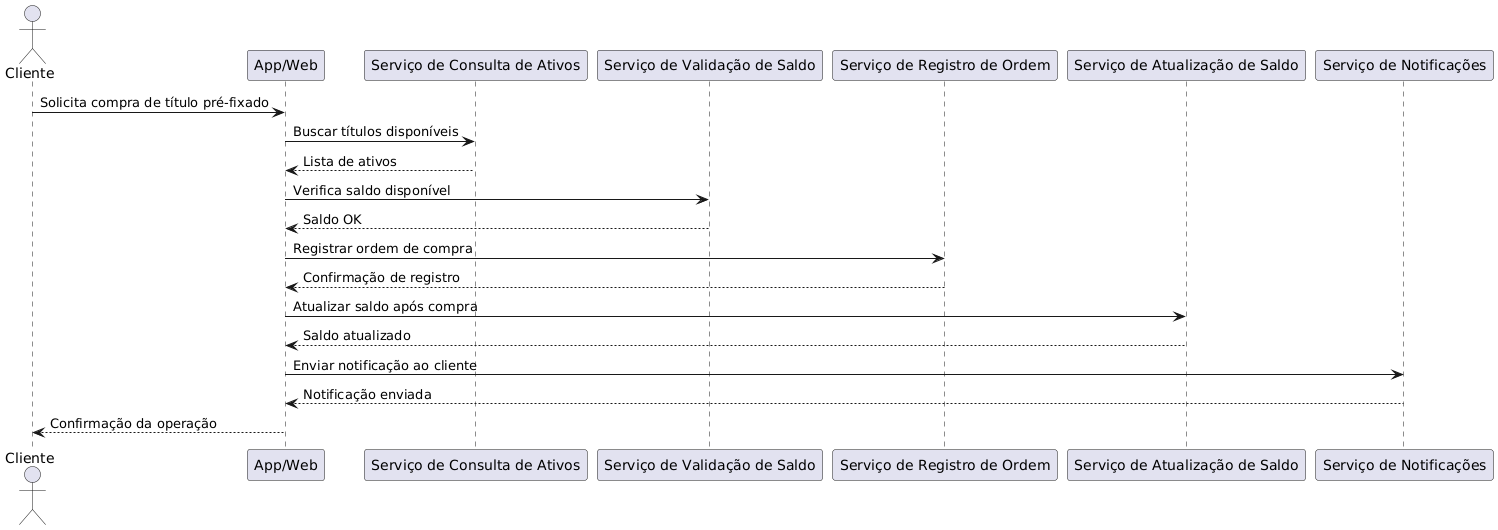 Cliente
App/Web
Serviço de Consulta de Ativos
Serviço de Validação de Saldo
Serviço de Registro de Ordem
Serviço de Atualização de Saldo
Serviço de Notificações
Solicita compra de título pré-fixado
Buscar títulos disponíveis
Lista de ativos
Verifica saldo disponível
Saldo OK
Registrar ordem de compra
Confirmação de registro
Atualizar saldo após compra
Saldo atualizado
Enviar notificação ao cliente
Notificação enviada
Confirmação da operação
Cliente
App/Web
Serviço de Consulta de Ativos
Serviço de Validação de Saldo
Serviço de Registro de Ordem
Serviço de Atualização de Saldo
Serviço de Notificações